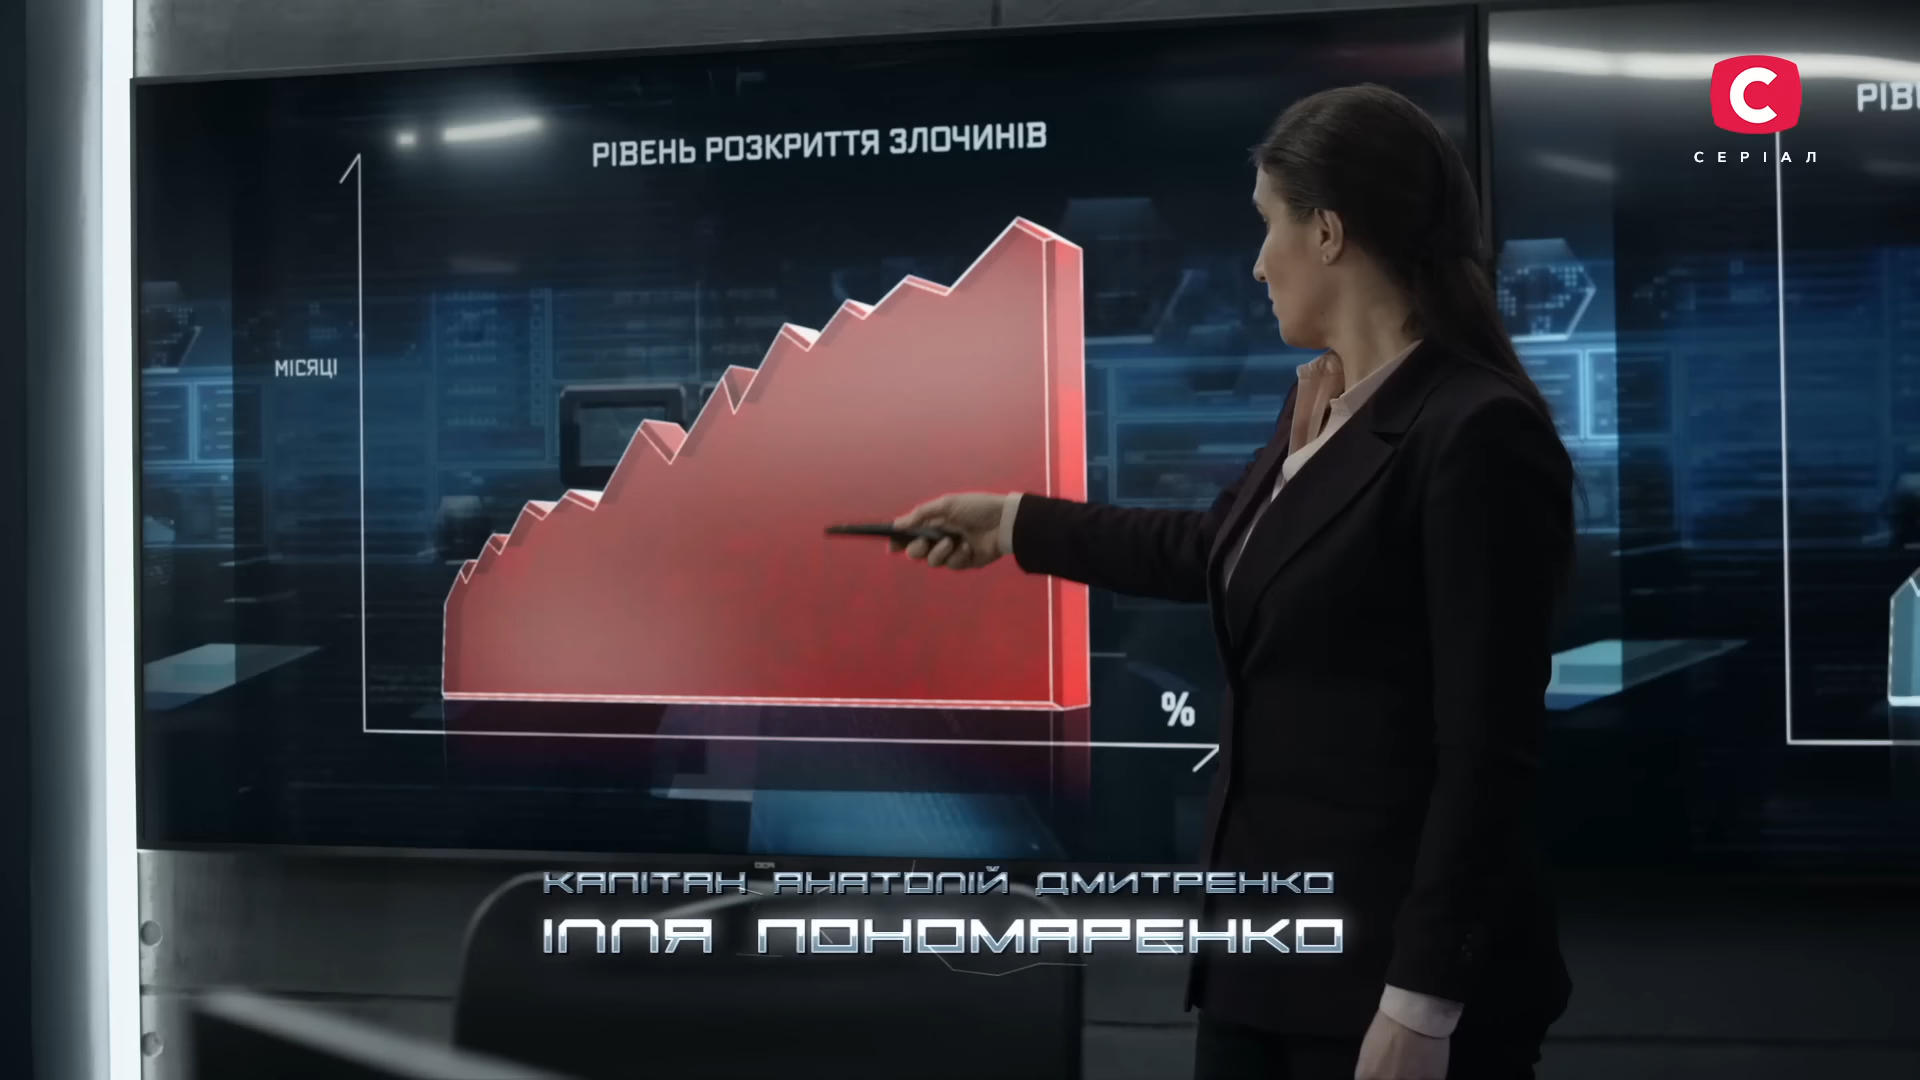 РІВЕНЬ РОЗКРИТТЯ ЗЛОЧИНІВ
МІСЯЦІ
%
С
СЕРІАЛ
КАПІТАН АНАТОЛІЙ ДМИТРЕНКО
ІЛЛЯ ПОНОМАРЕНКО